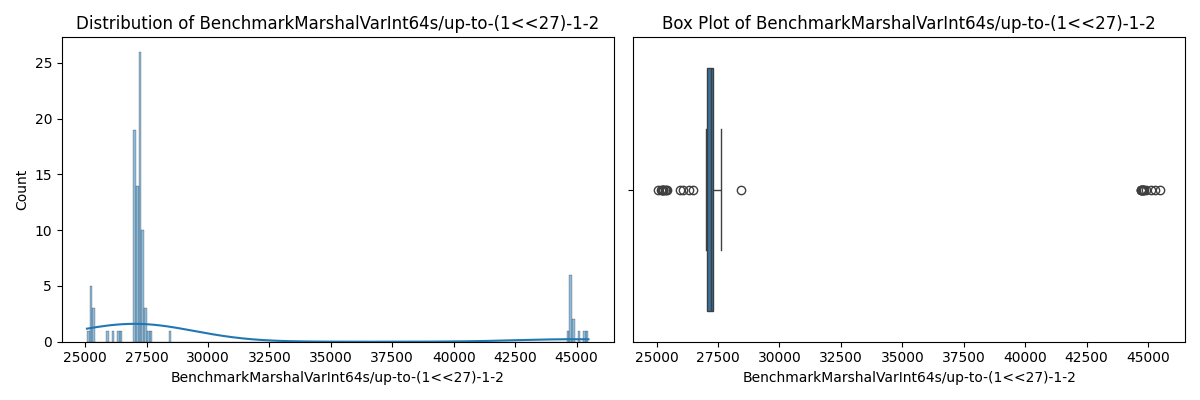 Distribution of BenchmarkMarshalVarInt64s/up-to-(1<<27)-1-2
Count
25
20
15
10
5
0
25000 27500 30000 32500 35000 37500 40000 42500 45000
BenchmarkMarshalVarInt64s/up-to-(1<<27)-1-2
Box Plot of BenchmarkMarshalVarInt64s/up-to-(1<<27)-1-2
25000 27500 30000 32500 35000 37500 40000 42500 45000
BenchmarkMarshalVarInt64s/up-to-(1<<27)-1-2